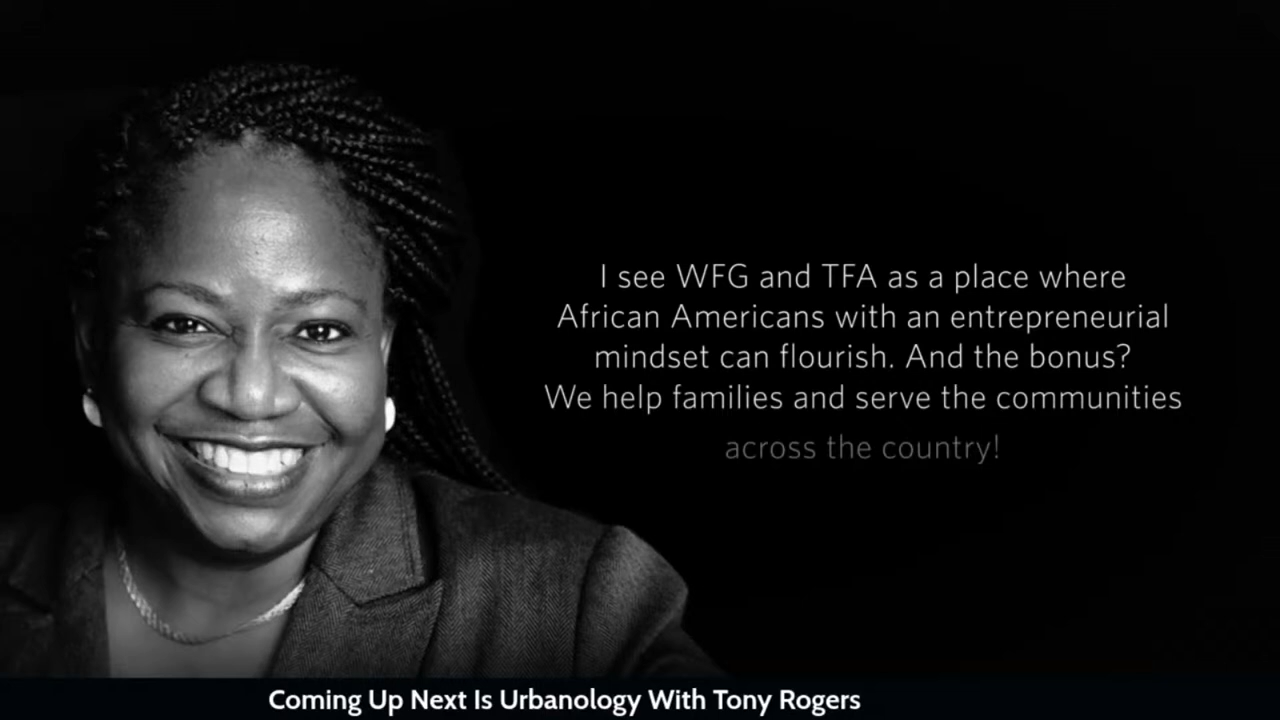 I see WFG and TFA as a place where
African Americans with an entrepreneurial
mindset can flourish. And the bonus?
We help families and serve the communities
across the country!
Coming Up Next Is Urbanology With Tony Rogers